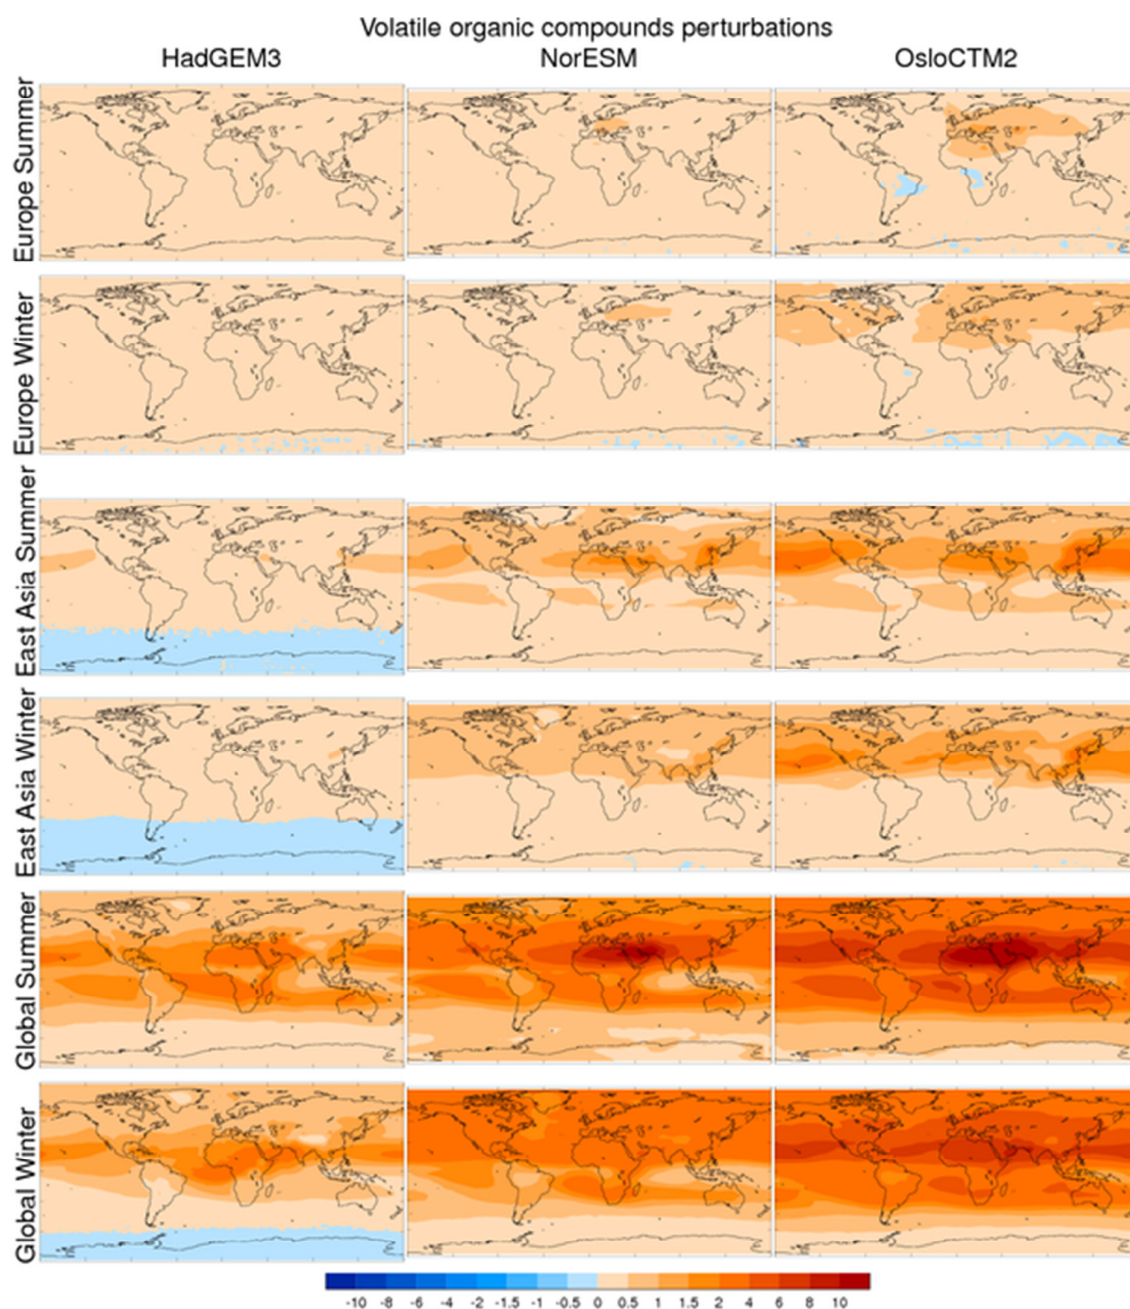 Volatile organic compounds perturbations
HadGEM3 NorESM OsloCTM2
Europe Summer
Europe Winter
East Asia Summer
East Asia Winter
Global Summer
Global Winter
-10 -8 -6 -4 -2 -1.5 -1 -0.5 0 0.5 1 1.5 2 4 6 8 10